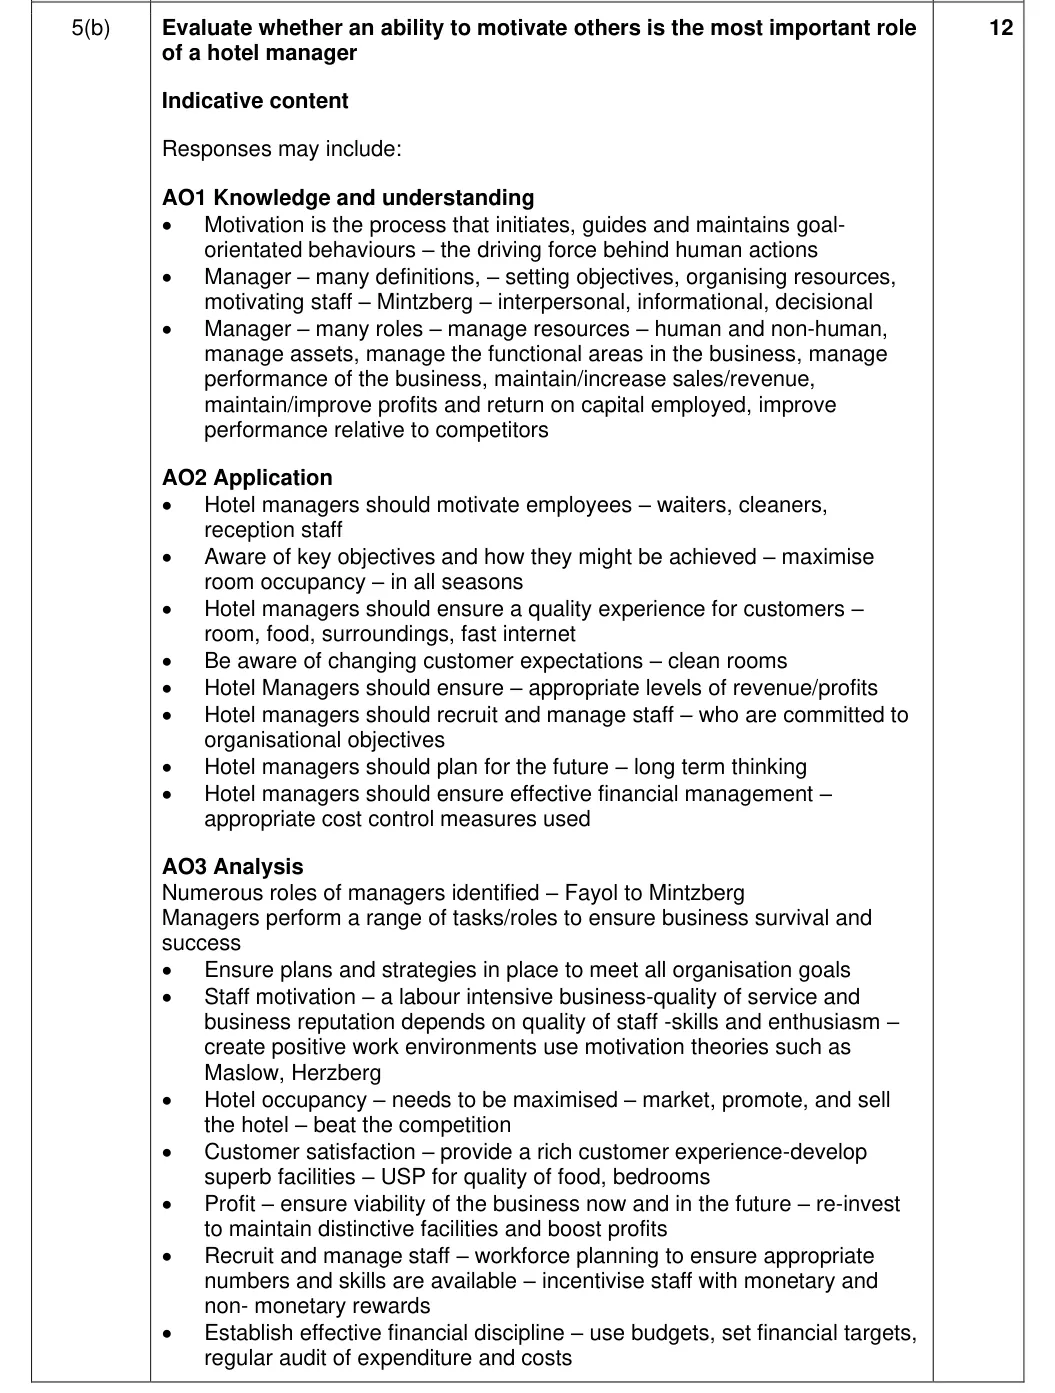 5(b) Evaluate whether an ability to motivate others is the most important role 12
of a hotel manager
Indicative content
Responses may include:
AO1 Knowledge and understanding
• Motivation is the process that initiates, guides and maintains goal-
orientated behaviours – the driving force behind human actions
• Manager – many definitions, – setting objectives, organising resources,
motivating staff – Mintzberg – interpersonal, informational, decisional
• Manager – many roles – manage resources – human and non-human,
manage assets, manage the functional areas in the business, manage
performance of the business, maintain/increase sales/revenue,
maintain/improve profits and return on capital employed, improve
performance relative to competitors
AO2 Application
• Hotel managers should motivate employees – waiters, cleaners,
reception staff
• Aware of key objectives and how they might be achieved – maximise
room occupancy – in all seasons
• Hotel managers should ensure a quality experience for customers –
room, food, surroundings, fast internet
• Be aware of changing customer expectations – clean rooms
• Hotel Managers should ensure – appropriate levels of revenue/profits
• Hotel managers should recruit and manage staff – who are committed to
organisational objectives
• Hotel managers should plan for the future – long term thinking
• Hotel managers should ensure effective financial management –
appropriate cost control measures used
AO3 Analysis
Numerous roles of managers identified – Fayol to Mintzberg
Managers perform a range of tasks/roles to ensure business survival and
success
• Ensure plans and strategies in place to meet all organisation goals
• Staff motivation – a labour intensive business-quality of service and
business reputation depends on quality of staff -skills and enthusiasm –
create positive work environments use motivation theories such as
Maslow, Herzberg
• Hotel occupancy – needs to be maximised – market, promote, and sell
the hotel – beat the competition
• Customer satisfaction – provide a rich customer experience-develop
superb facilities – USP for quality of food, bedrooms
• Profit – ensure viability of the business now and in the future – re-invest
to maintain distinctive facilities and boost profits
• Recruit and manage staff – workforce planning to ensure appropriate
numbers and skills are available – incentivise staff with monetary and
non- monetary rewards
• Establish effective financial discipline – use budgets, set financial targets,
regular audit of expenditure and costs